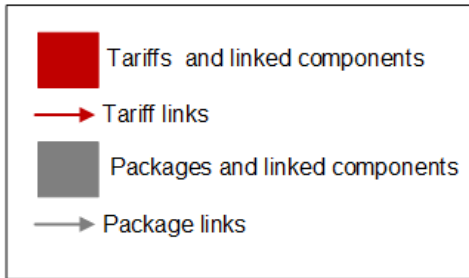 Tariffs and linked components
Tariff links
Packages and linked components
Package links